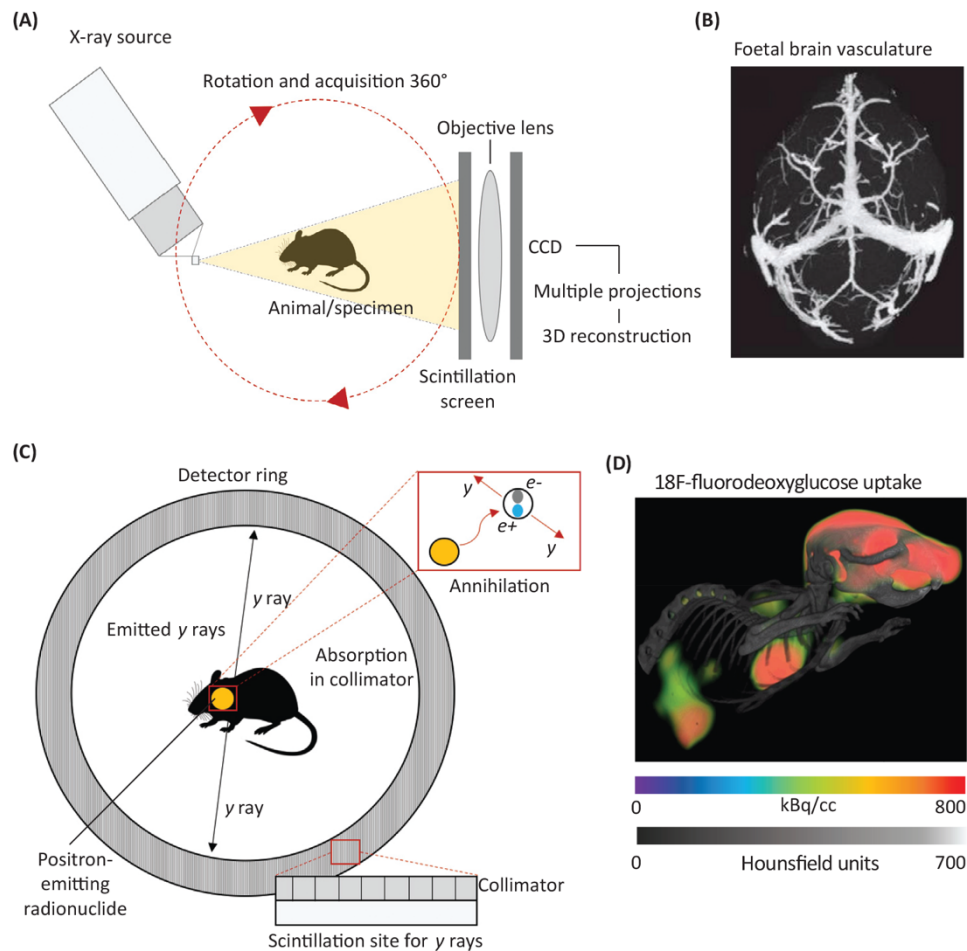 (A)
X-ray source
Rotation and acquisition 360°
Objective lens
CCD
Multiple projections
3D reconstruction
Animal/specimen
Scintillation
screen
(B)
Foetal brain vasculature
(C)
Detector ring
y ray
Emitted y rays
Absorption
in collimator
y ray
Positron-
emitting
radionuclide
y
e-
e+
y
Annihilation
Collimator
Scintillation site for y rays
(D)
18F-fluorodeoxyglucose uptake
0 kBq/cc 800
0 Hounsfield units 700